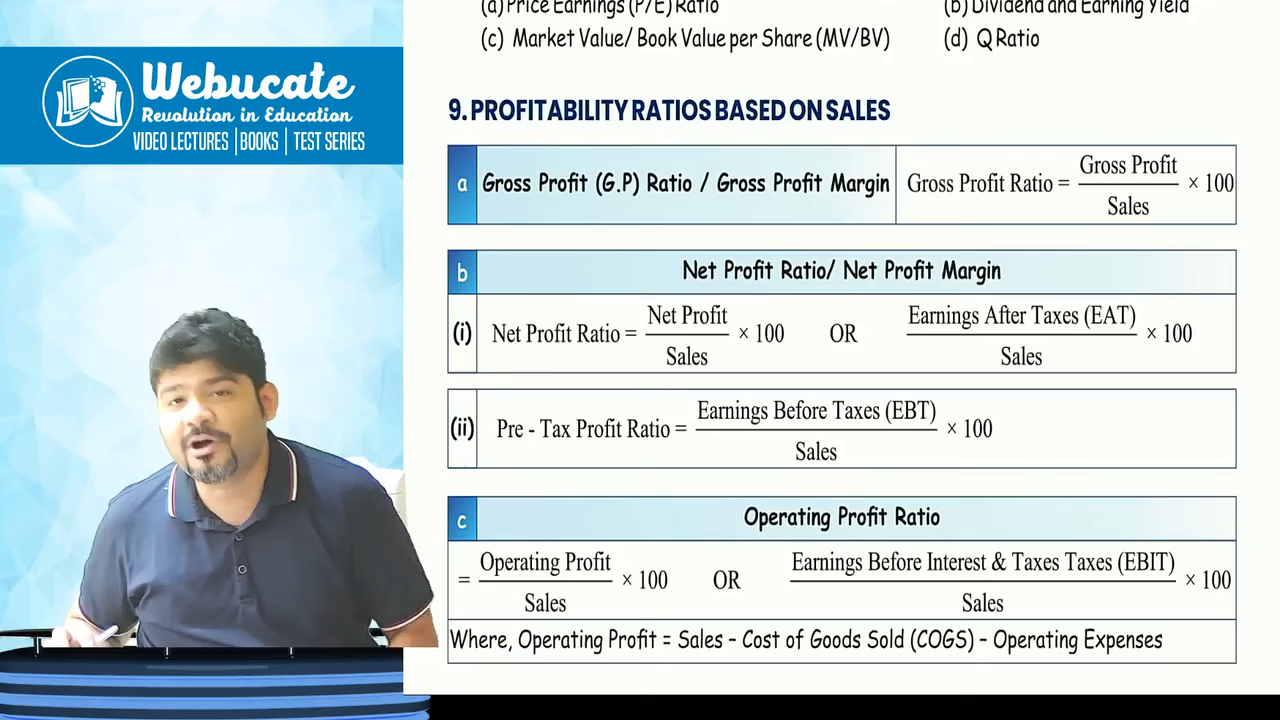 (a) Price Earnings (P/E) Ratio (b) Dividend and Earning Yield
(c) Market Value/ Book Value per Share (MV/BV) (d) Q Ratio
Webucate
Revolution in Education
VIDEO LECTURES | BOOKS | TEST SERIES
9. PROFITABILITY RATIOS BASED ON SALES
a Gross Profit (G.P) Ratio / Gross Profit Margin Gross Profit Ratio = Gross Profit / Sales × 100
b Net Profit Ratio/ Net Profit Margin
(i) Net Profit Ratio = Net Profit / Sales × 100 OR Earnings After Taxes (EAT) / Sales × 100
(ii) Pre - Tax Profit Ratio = Earnings Before Taxes (EBT) / Sales × 100
c Operating Profit Ratio
= Operating Profit / Sales × 100 OR Earnings Before Interest & Taxes Taxes (EBIT) / Sales × 100
Where, Operating Profit = Sales – Cost of Goods Sold (COGS) – Operating Expenses